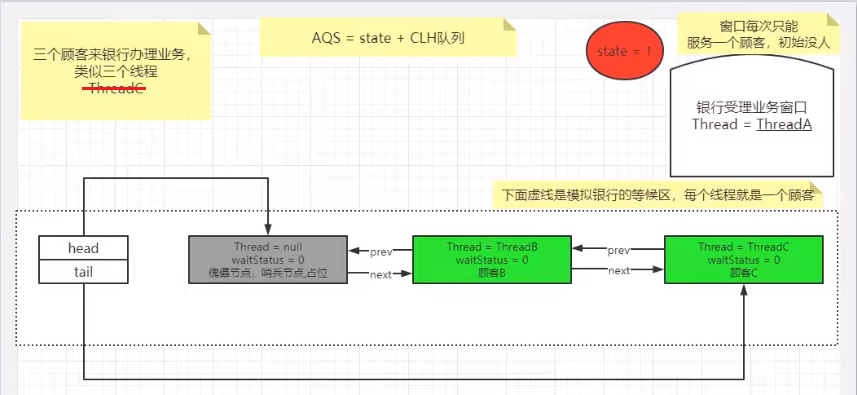 三个顾客来银行办理业务，
类似三个线程
ThreadC
AQS = state + CLH队列
state = 1
窗口每次只能
服务一个顾客，初始没人
银行受理业务窗口
Thread = ThreadA
下面虚线是模拟银行的等候区，每个线程就是一个顾客
head
tail
Thread = null
waitStatus = 0
傀儡节点，哨兵节点,占位
prev
next
Thread = ThreadB
waitStatus = 0
顾客B
prev
next
Thread = ThreadC
waitStatus = 0
顾客C